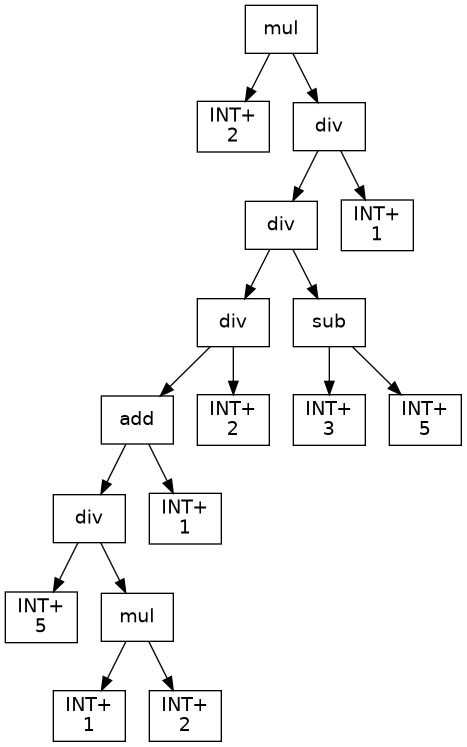 mul
INT+
2
div
div
INT+
1
div
sub
add
INT+
2
INT+
3
INT+
5
div
INT+
1
INT+
5
mul
INT+
1
INT+
2